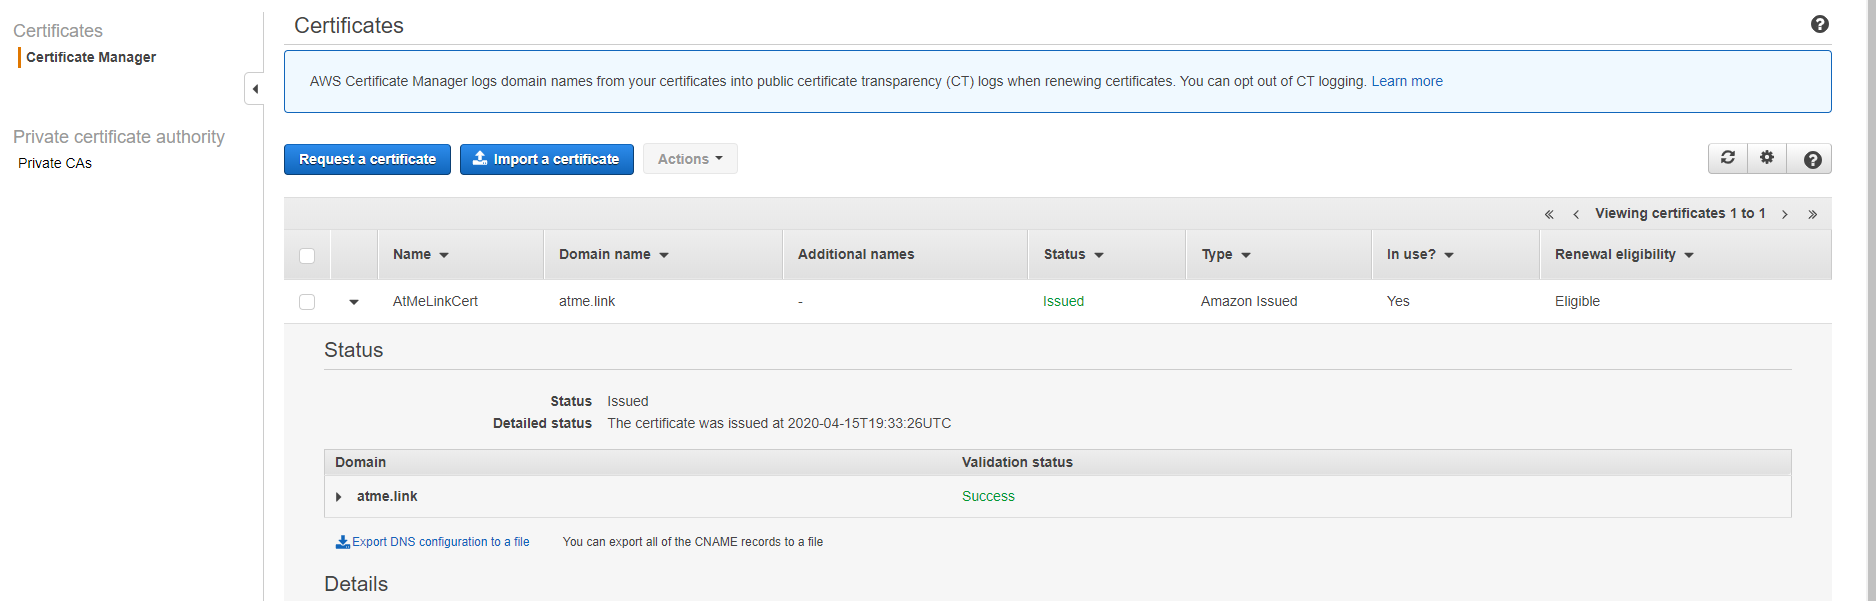 Certificates
Certificate Manager
Private certificate authority
Private CAs
Certificates
AWS Certificate Manager logs domain names from your certificates into public certificate transparency (CT) logs when renewing certificates. You can opt out of CT logging. Learn more
Request a certificate Import a certificate Actions
« ‹ Viewing certificates 1 to 1 › »
Name Domain name Additional names Status Type In use? Renewal eligibility
AtMeLinkCert atme.link - Issued Amazon Issued Yes Eligible
Status
Status Issued
Detailed status The certificate was issued at 2020-04-15T19:33:26UTC
Domain Validation status
atme.link Success
Export DNS configuration to a file You can export all of the CNAME records to a file
Details